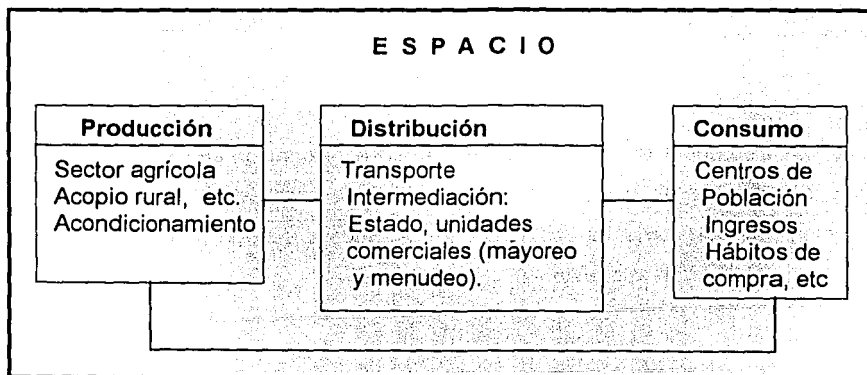 E S P A C I O
Producción
Sector agrícola
Acopio rural, etc.
Acondicionamiento
Distribución
Transporte
Intermediación:
Estado, unidades
comerciales (mayoreo
y menudeo).
Consumo
Centros de
Población
Ingresos
Hábitos de
compra, etc